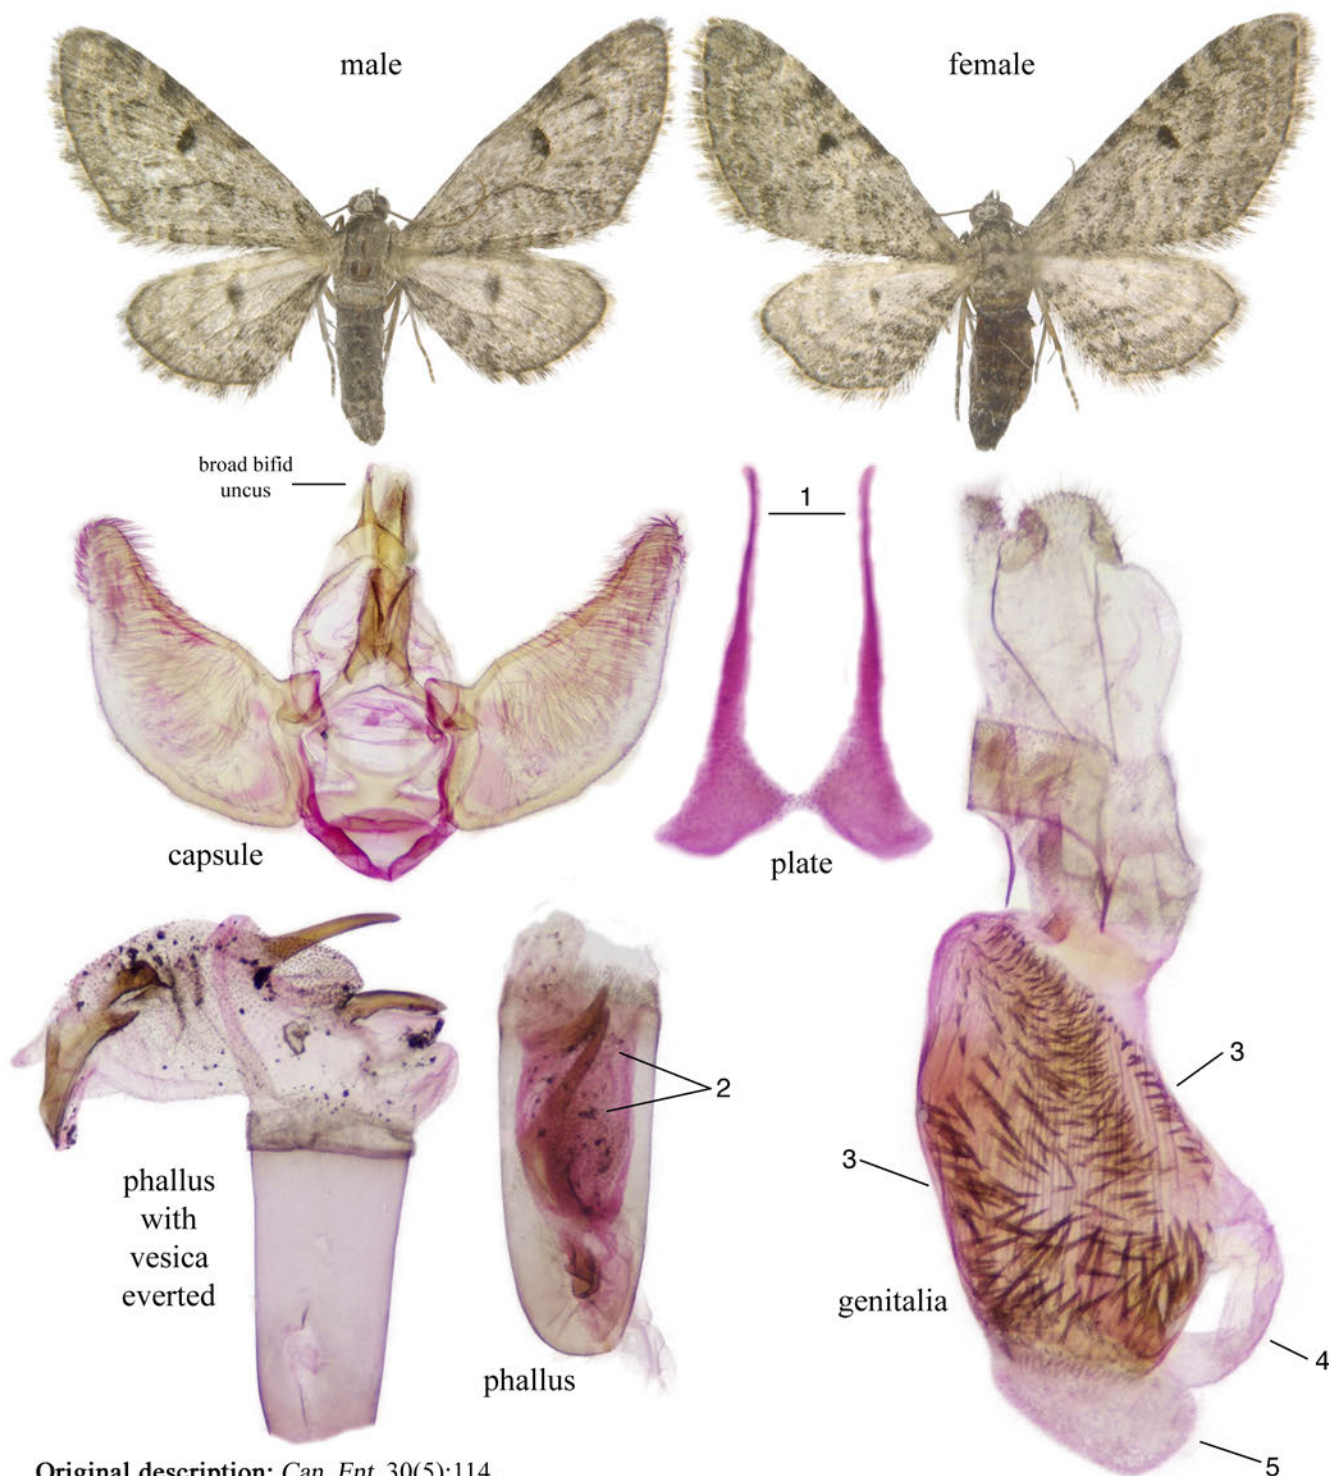 male
female
broad bifid
uncus
1
capsule
plate
2
3
3
phallus
with
vesica
everted
genitalia
4
phallus
5
Original description: Can. Ent. 30(5):114.